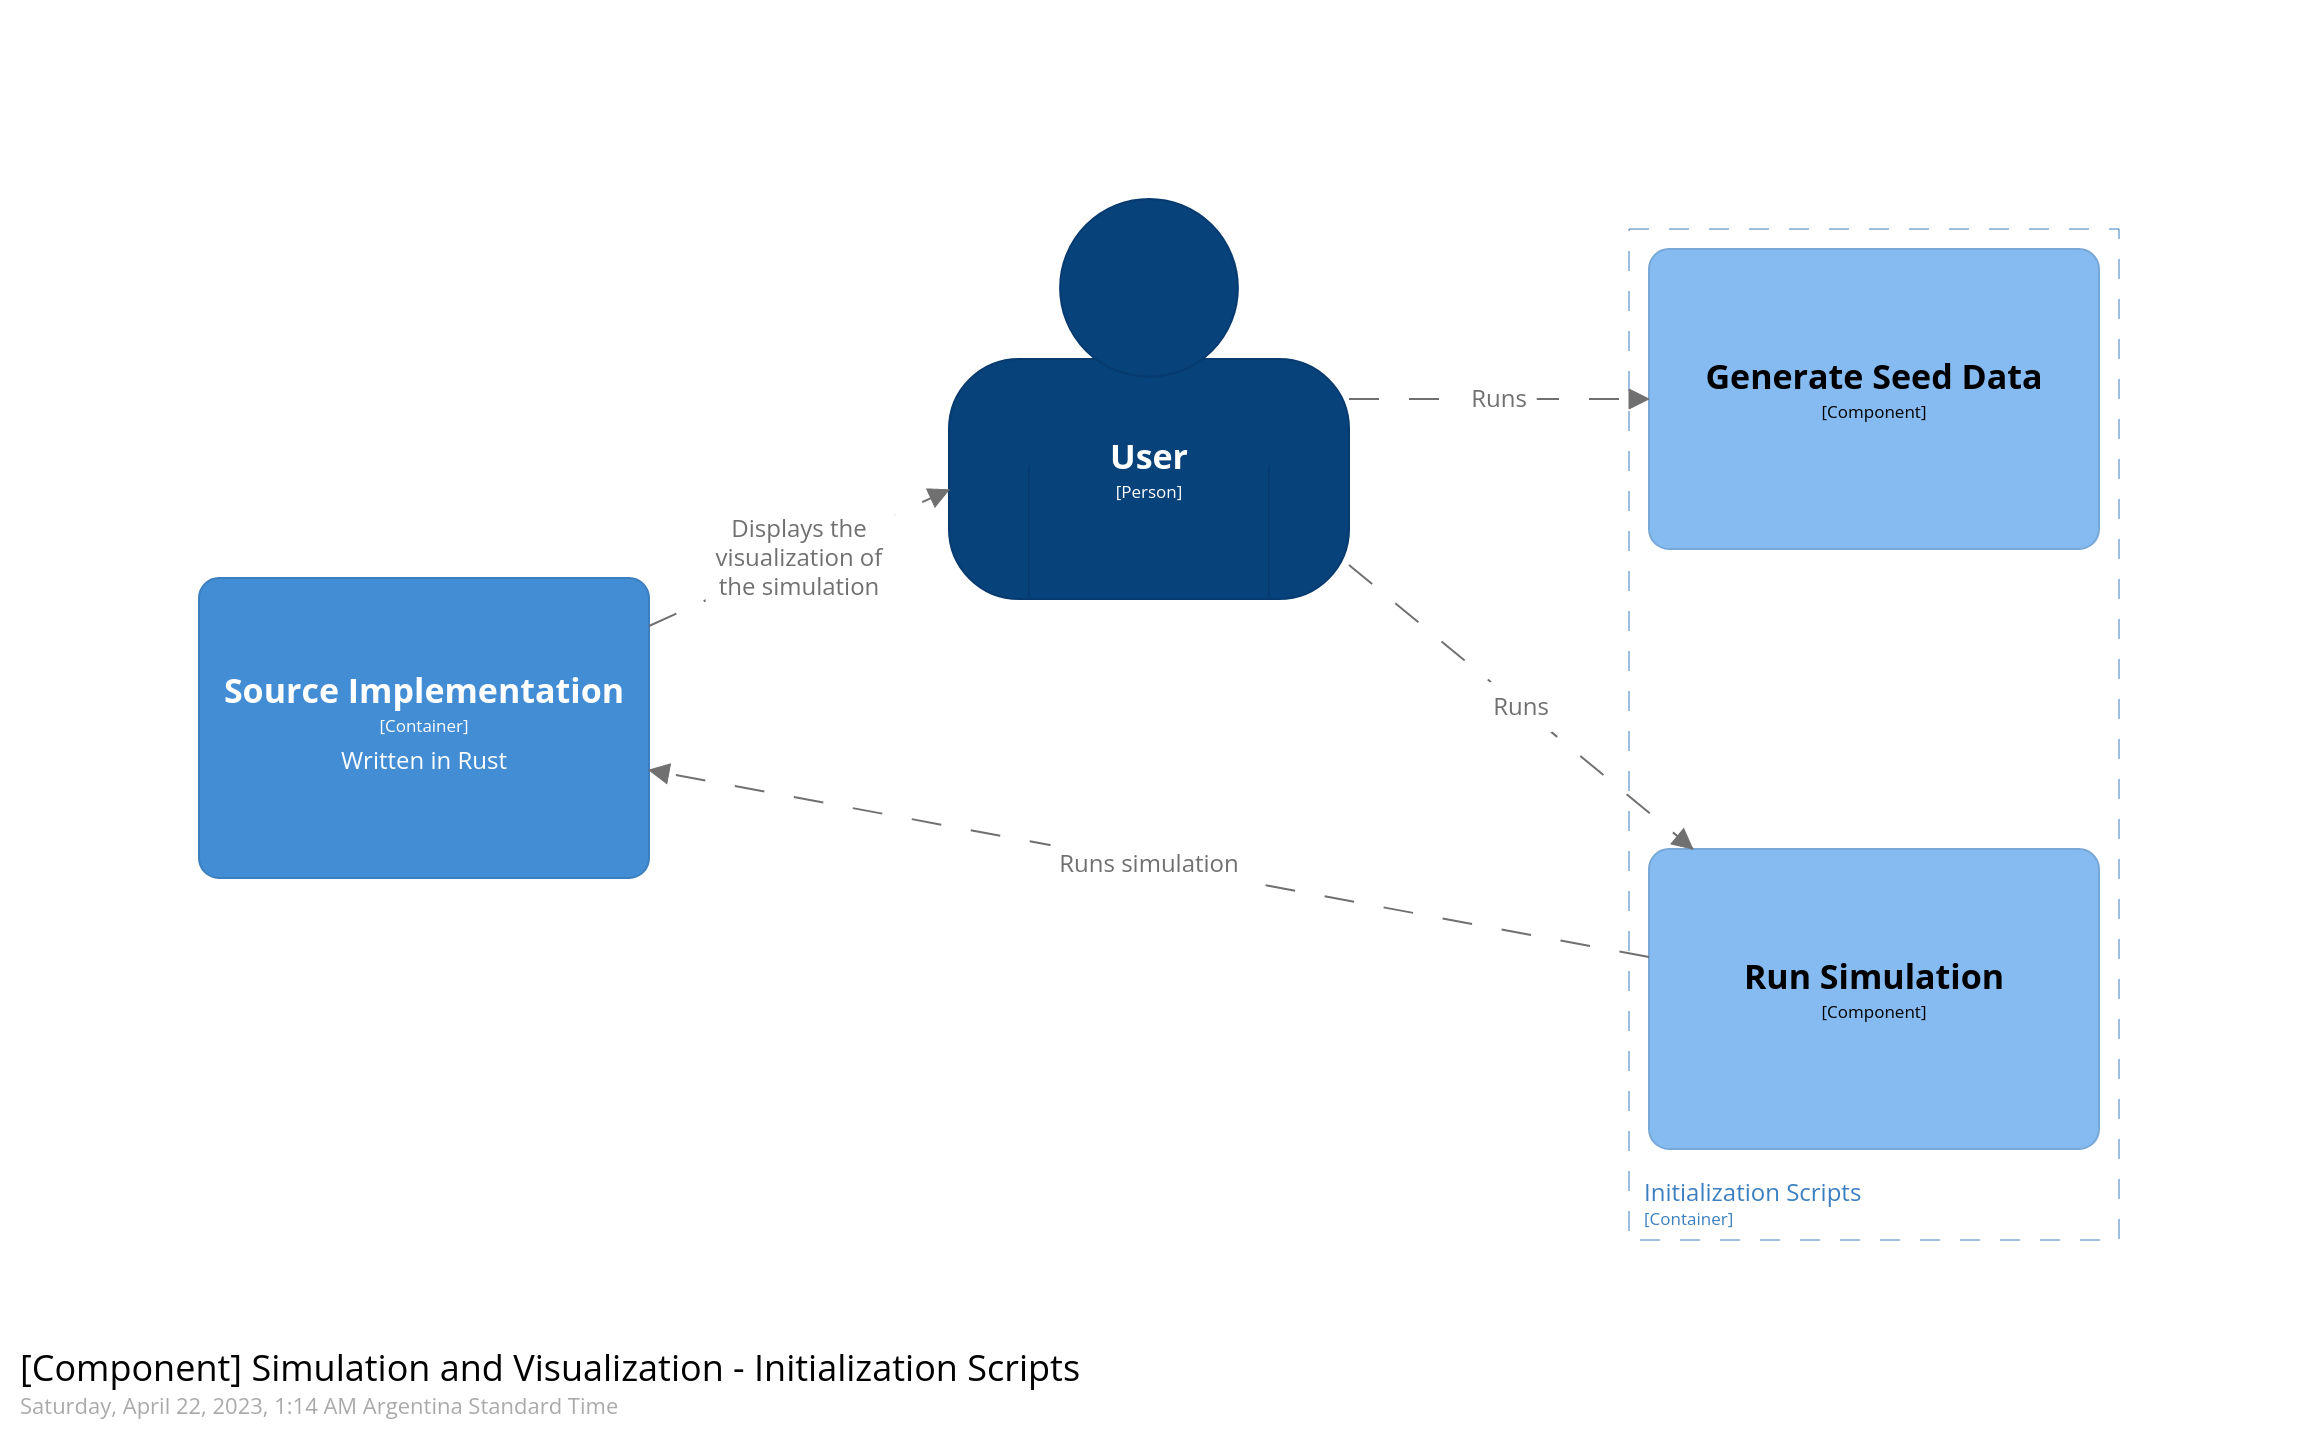 Generate Seed Data
[Component]
Runs
User
[Person]
Displays the
visualization of
the simulation
Source Implementation
[Container]
Written in Rust
Runs
Runs simulation
Run Simulation
[Component]
Initialization Scripts
[Container]
[Component] Simulation and Visualization - Initialization Scripts
Saturday, April 22, 2023, 1:14 AM Argentina Standard Time